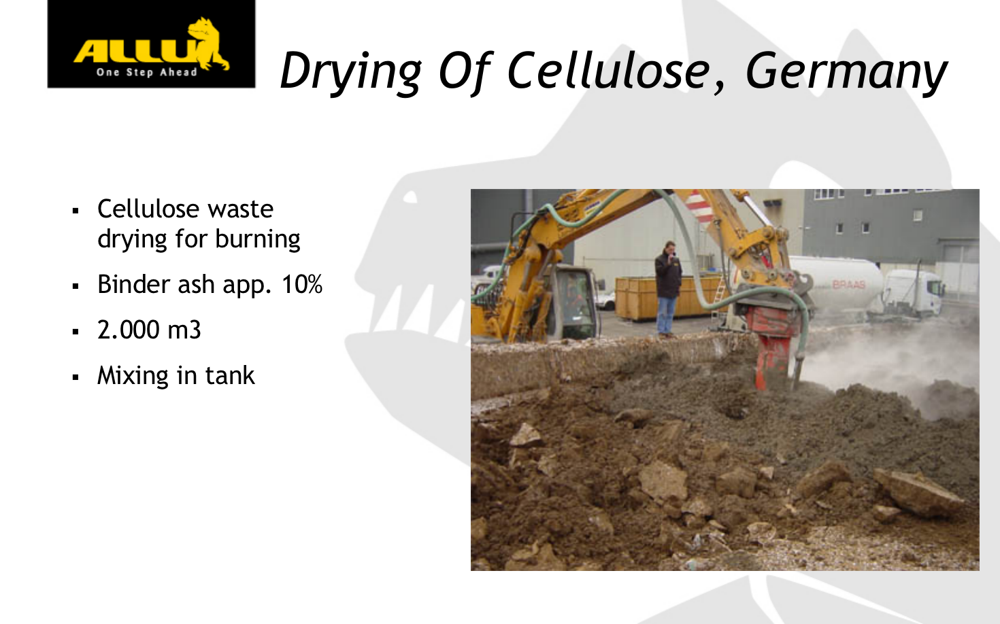 ALLU
One Step Ahead
Drying Of Cellulose, Germany
▪ Cellulose waste
drying for burning
▪ Binder ash app. 10%
▪ 2.000 m3
▪ Mixing in tank
BRAAS